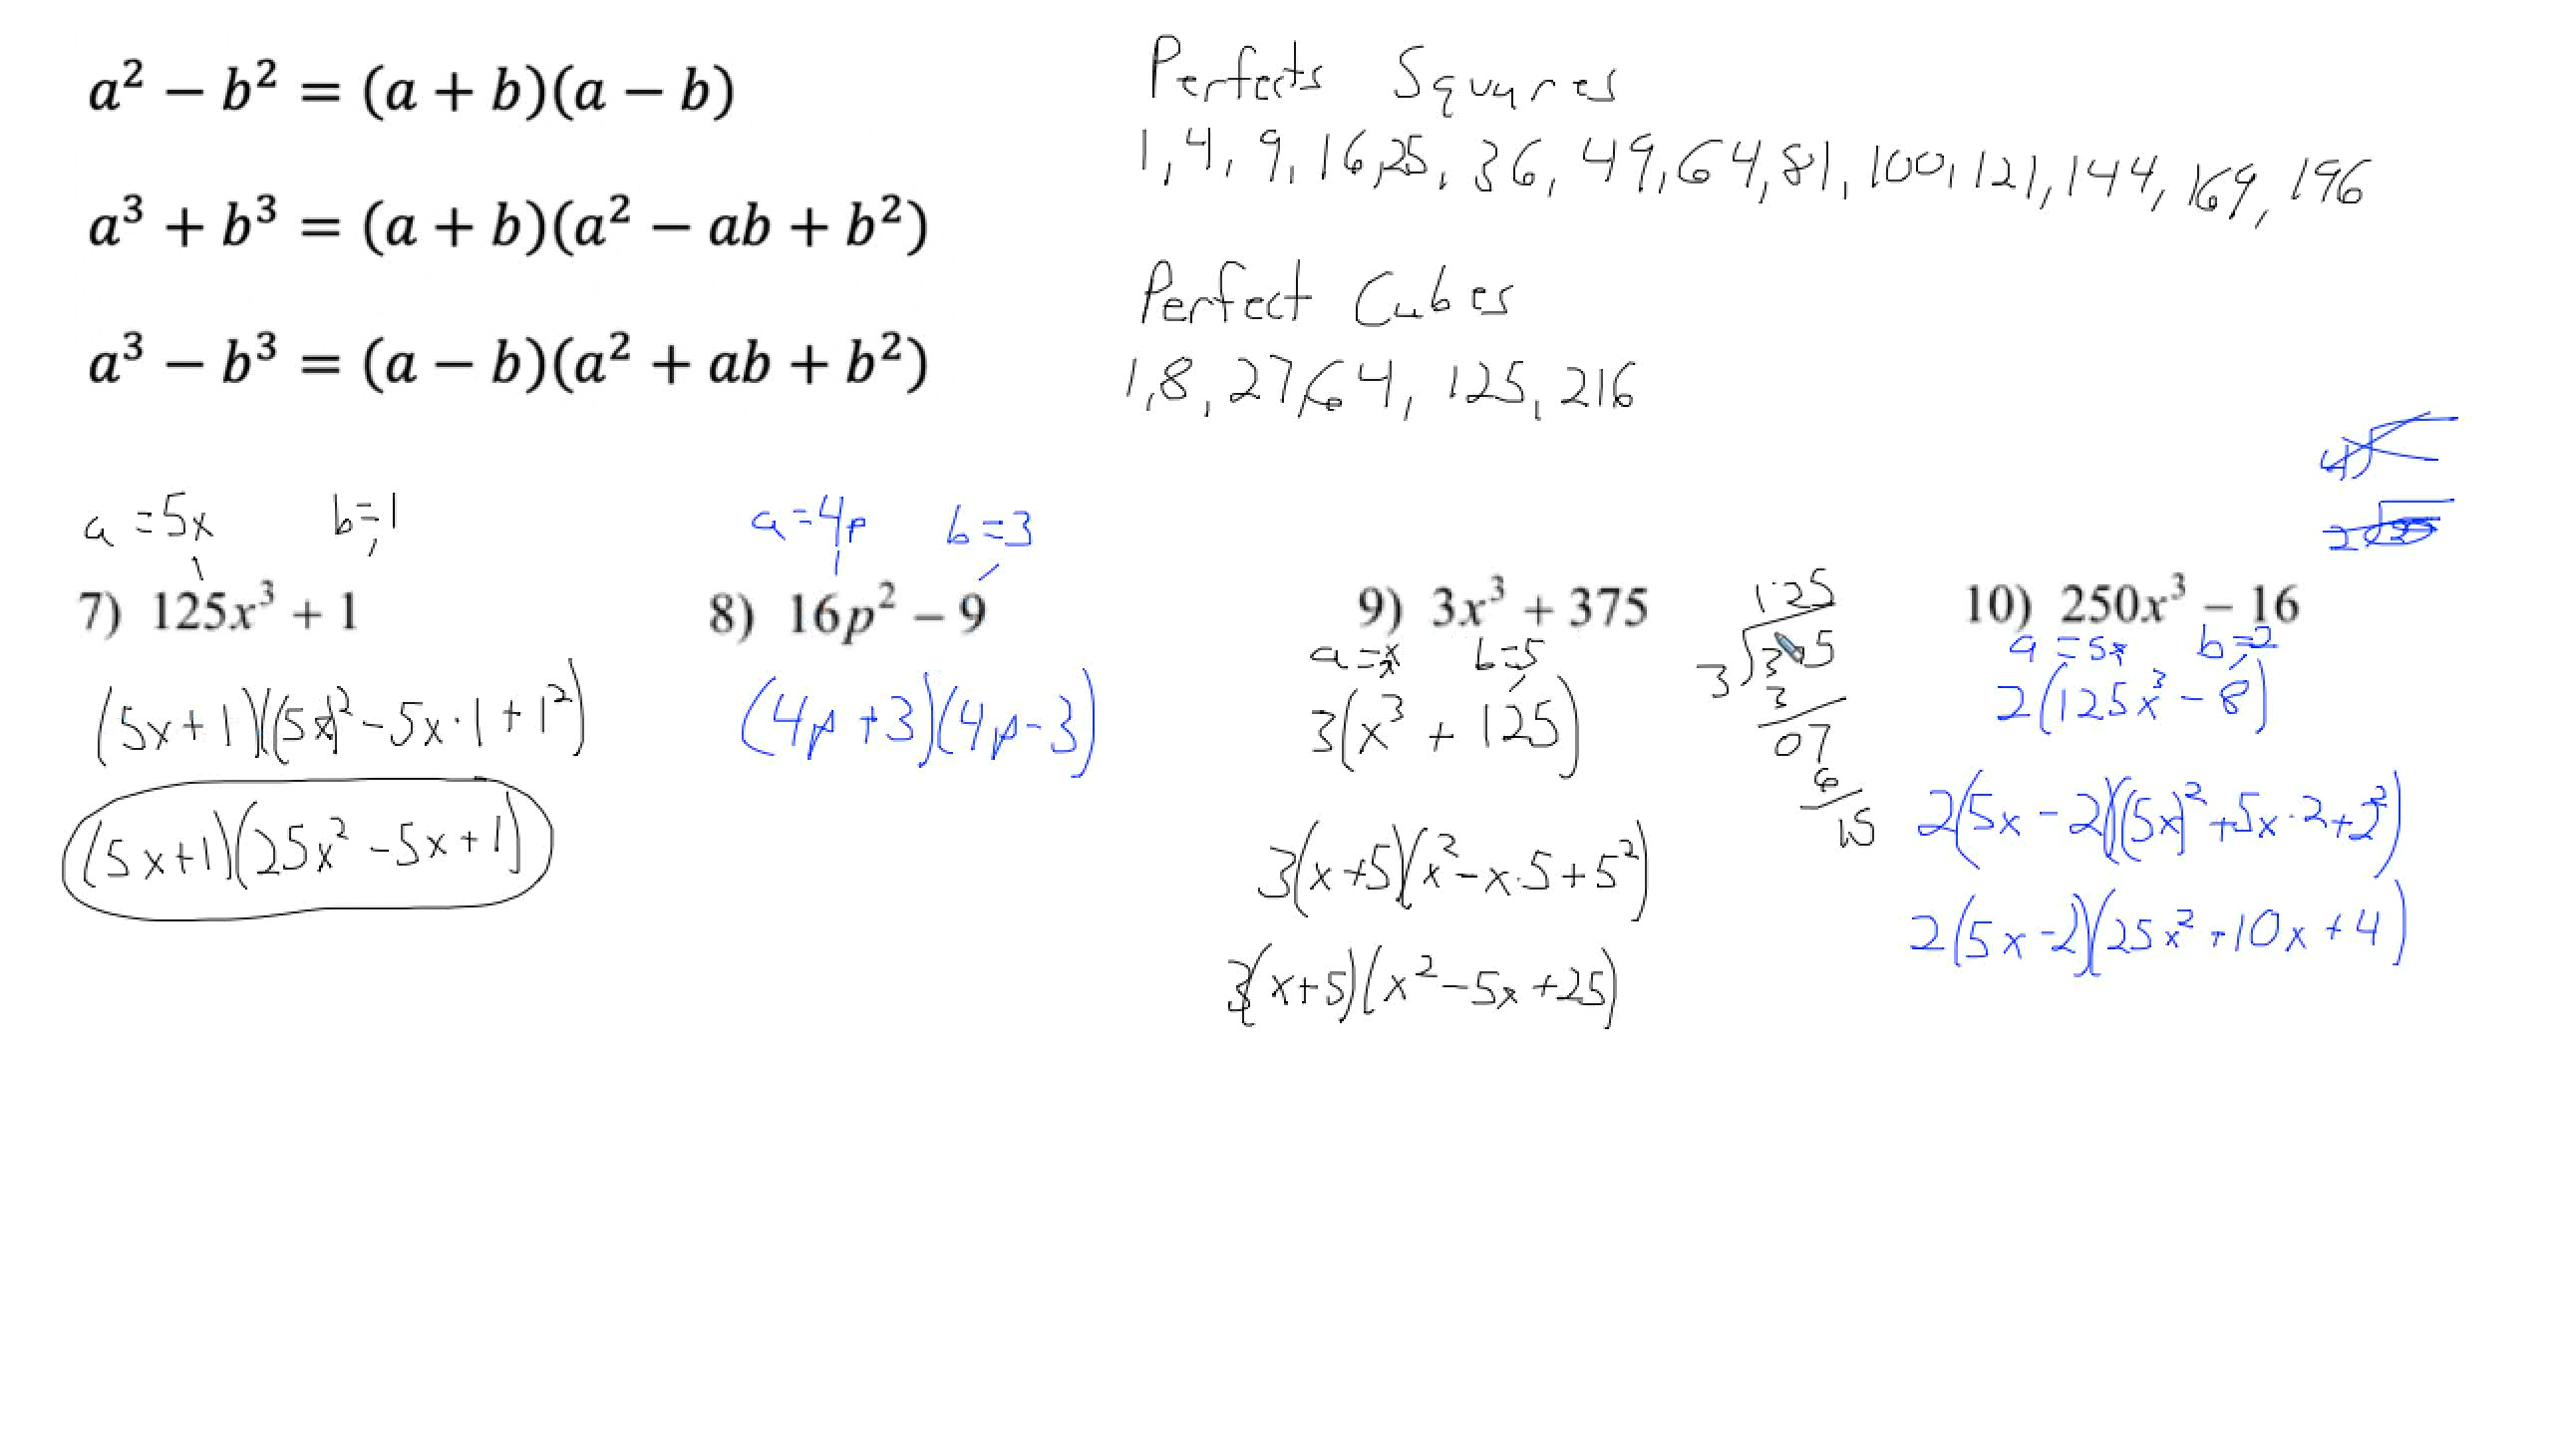 a² − b² = (a + b)(a − b)
a³ + b³ = (a + b)(a² − ab + b²)
a³ − b³ = (a − b)(a² + ab + b²)
Perfects Squares
1, 4, 9, 16, 25, 36, 49, 64, 81, 100, 121, 144, 169, 196
Perfect Cubes
1, 8, 27, 64, 125, 216
a = 5x b = 1
7) 125x³ + 1
(5x + 1)((5x)² − 5x · 1 + 1²)
(5x + 1)(25x² − 5x + 1)
a = 4p b = 3
8) 16p² − 9
(4p + 3)(4p − 3)
9) 3x³ + 375
a = x b = 5
3(x³ + 125)
3(x + 5)(x² − x · 5 + 5²)
3(x + 5)(x² − 5x + 25)
125
3
3
07
6
15
10) 250x³ − 16
a = 5x b = 2
2(125x³ − 8)
2(5x − 2)((5x)² + 5x · 2 + 2²)
2(5x − 2)(25x² + 10x + 4)